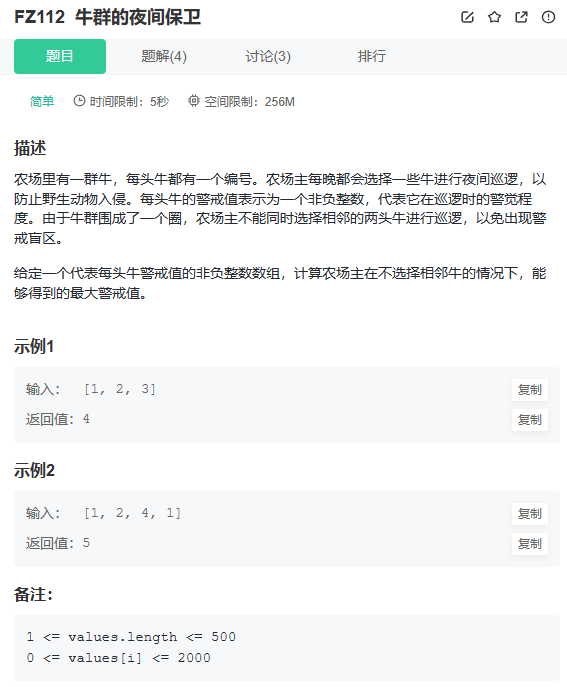 FZ112 牛群的夜间保卫
题目 题解(4) 讨论(3) 排行
简单 时间限制：5秒 空间限制：256M
描述
农场里有一群牛，每头牛都有一个编号。农场主每晚都会选择一些牛进行夜间巡逻，以
防止野生动物入侵。每头牛的警戒值表示为一个非负整数，代表它在巡逻时的警觉程
度。由于牛群围成了一个圈，农场主不能同时选择相邻的两头牛进行巡逻，以免出现警
戒盲区。
给定一个代表每头牛警戒值的非负整数数组，计算农场主在不选择相邻牛的情况下，能
够得到的最大警戒值。
示例1
输入： [1, 2, 3] 复制
返回值：4 复制
示例2
输入： [1, 2, 4, 1] 复制
返回值：5 复制
备注：
1 <= values.length <= 500
0 <= values[i] <= 2000